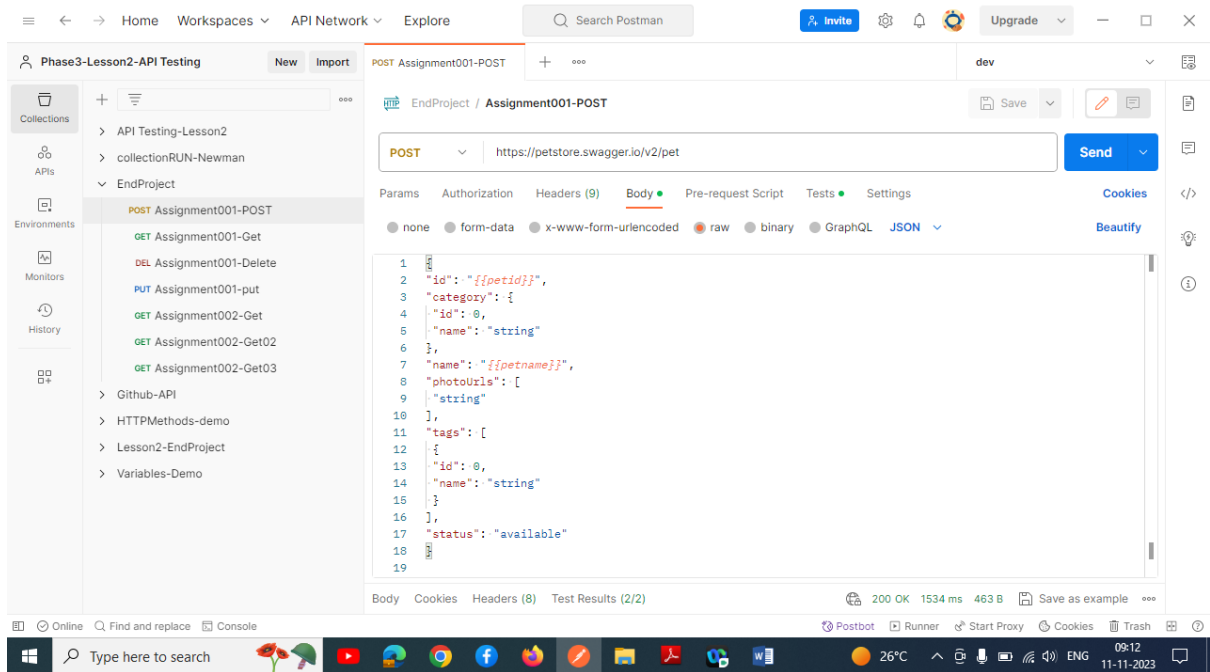 Home Workspaces API Network Explore Search Postman Invite Upgrade
Phase3-Lesson2-API Testing New Import POST Assignment001-POST dev
Collections
APIs
Environments
Monitors
History
API Testing-Lesson2
collectionRUN-Newman
EndProject
POST Assignment001-POST
GET Assignment001-Get
DEL Assignment001-Delete
PUT Assignment001-put
GET Assignment002-Get
GET Assignment002-Get02
GET Assignment002-Get03
Github-API
HTTPMethods-demo
Lesson2-EndProject
Variables-Demo
HTTP EndProject / Assignment001-POST Save
POST https://petstore.swagger.io/v2/pet Send
Params Authorization Headers (9) Body Pre-request Script Tests Settings Cookies
none form-data x-www-form-urlencoded raw binary GraphQL JSON Beautify
1 {
2 "id": "{{petid}}",
3 "category": {
4 "id": 0,
5 "name": "string"
6 },
7 "name": "{{petname}}",
8 "photoUrls": [
9 "string"
10 ],
11 "tags": [
12 {
13 "id": 0,
14 "name": "string"
15 }
16 ],
17 "status": "available"
18 }
19
Body Cookies Headers (8) Test Results (2/2) 200 OK 1534 ms 463 B Save as example
Online Find and replace Console Postbot Runner Start Proxy Cookies Trash
Type here to search 26°C ENG 09:12
11-11-2023